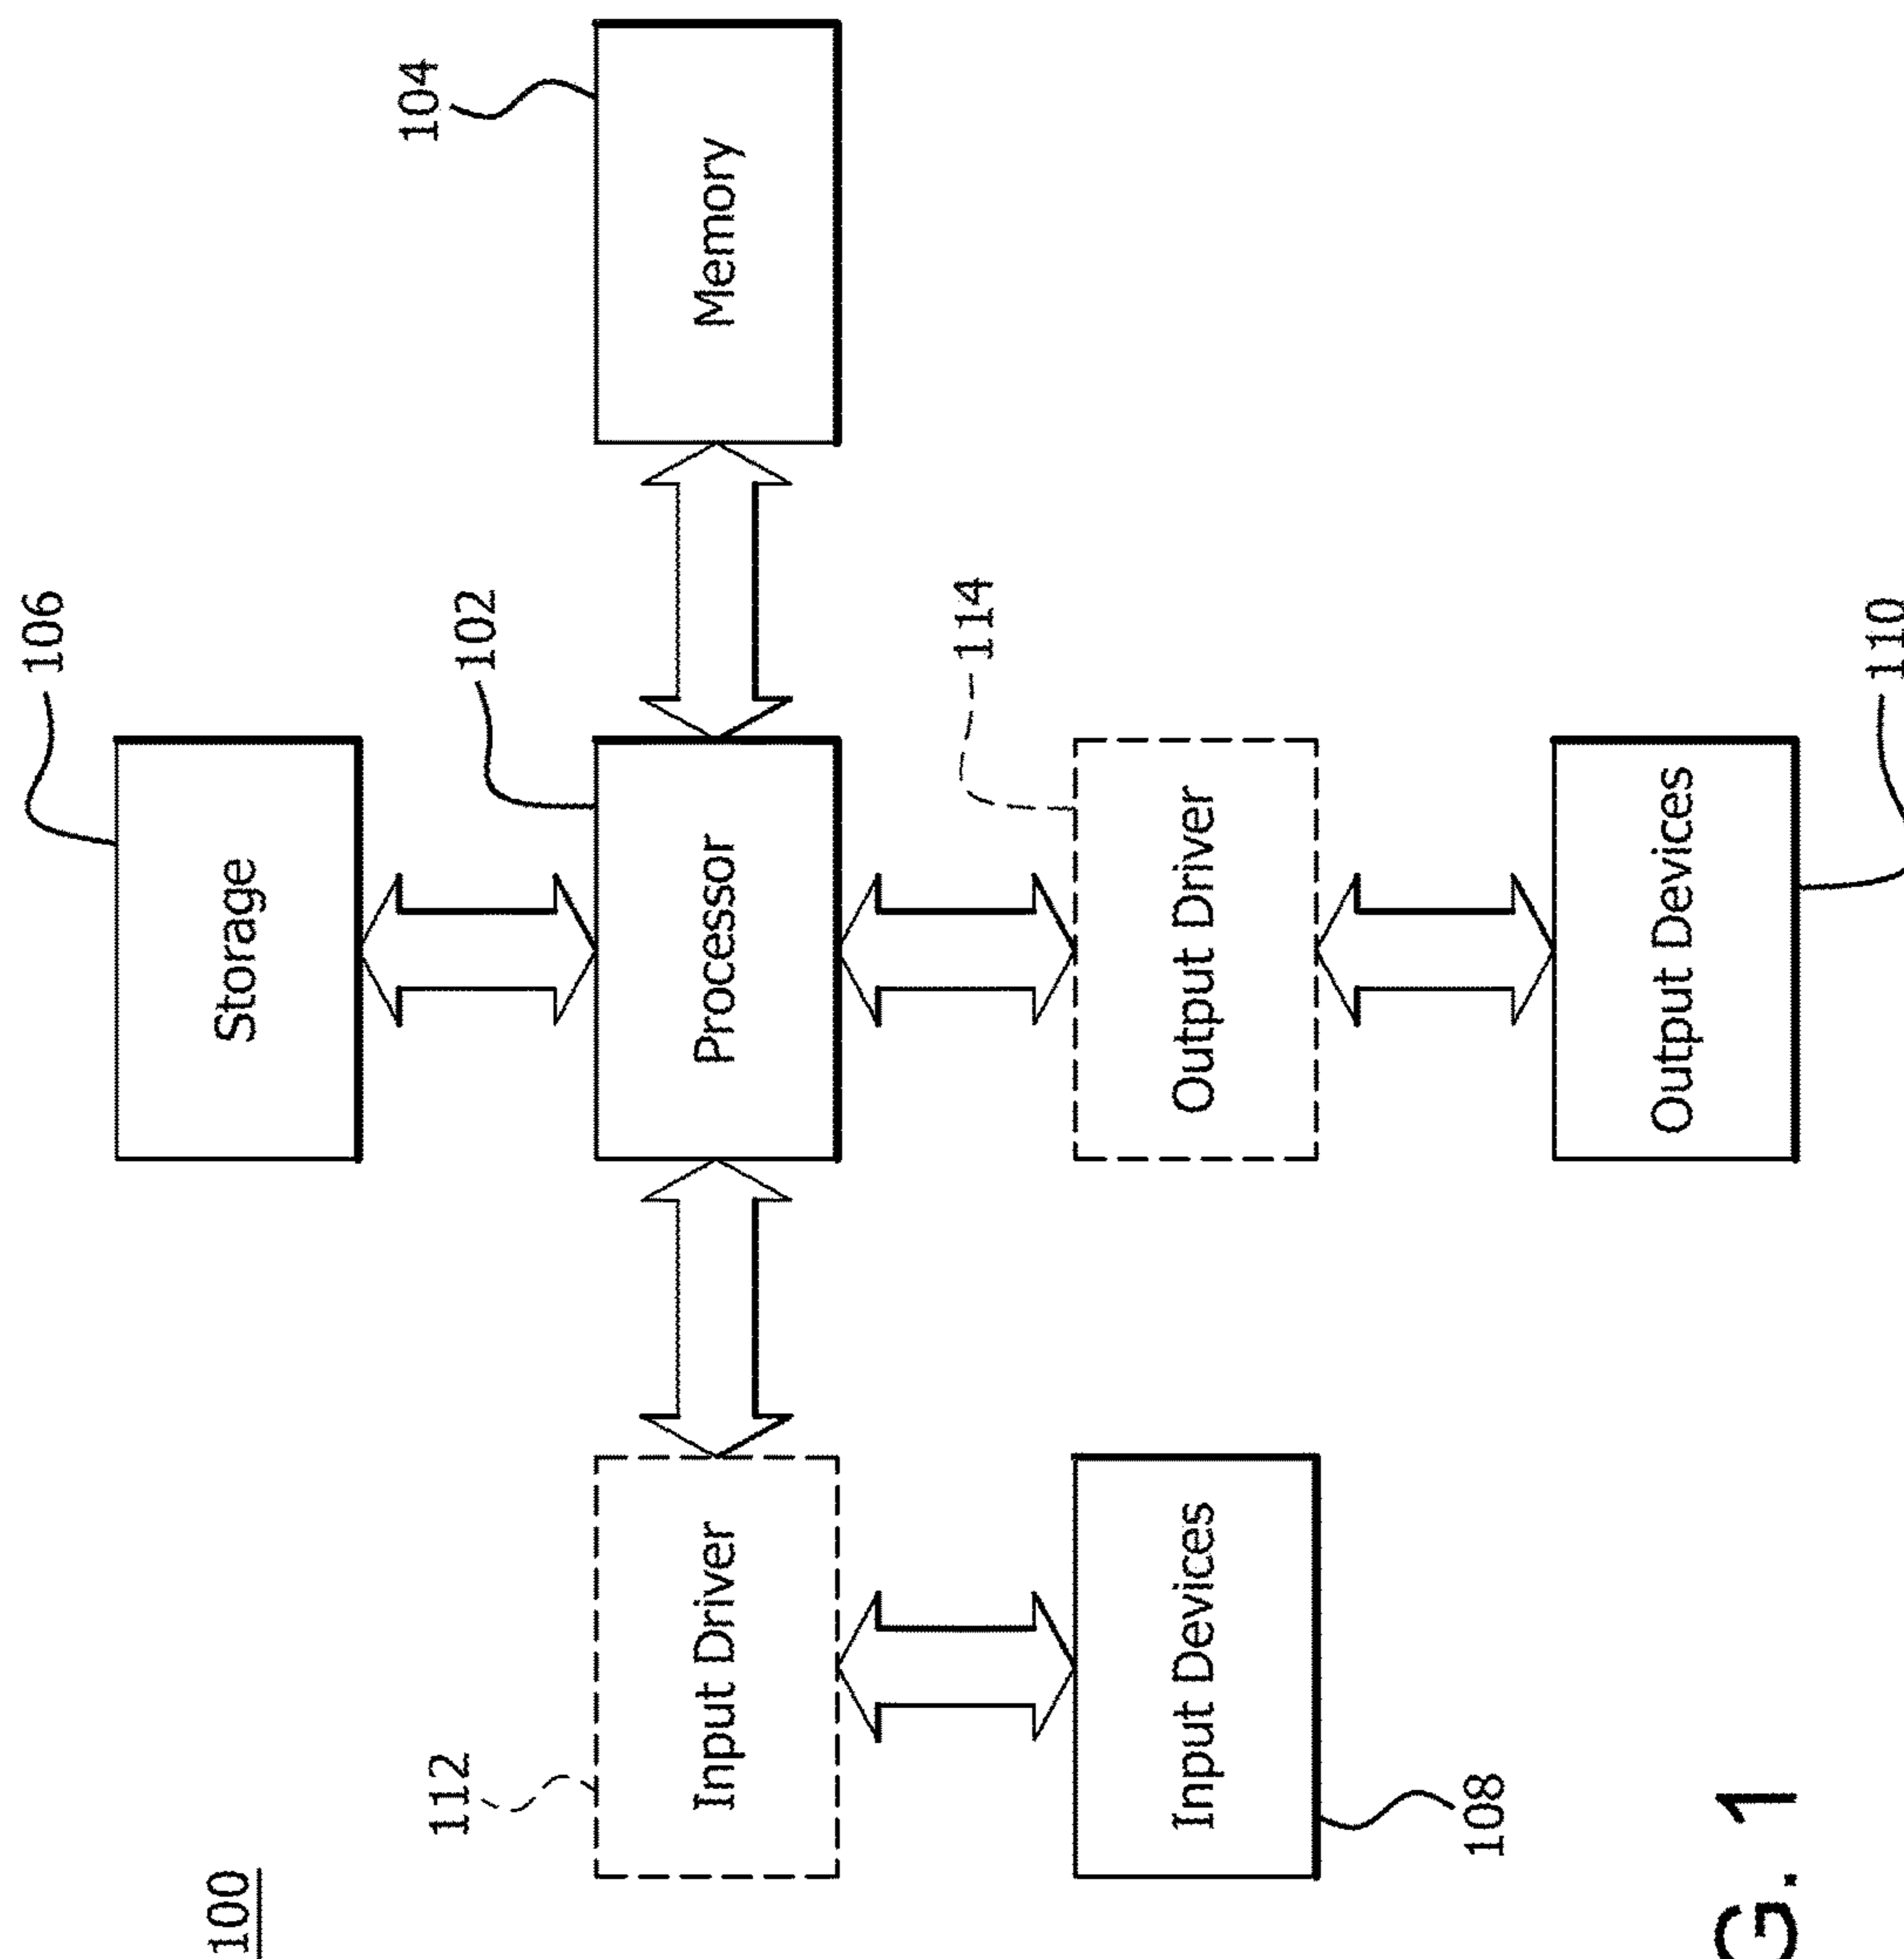 106
100
Storage
104
112
102
Input Driver
Processor
Memory
114
Input Devices
Output Driver
108
Output Devices
G. 1
110